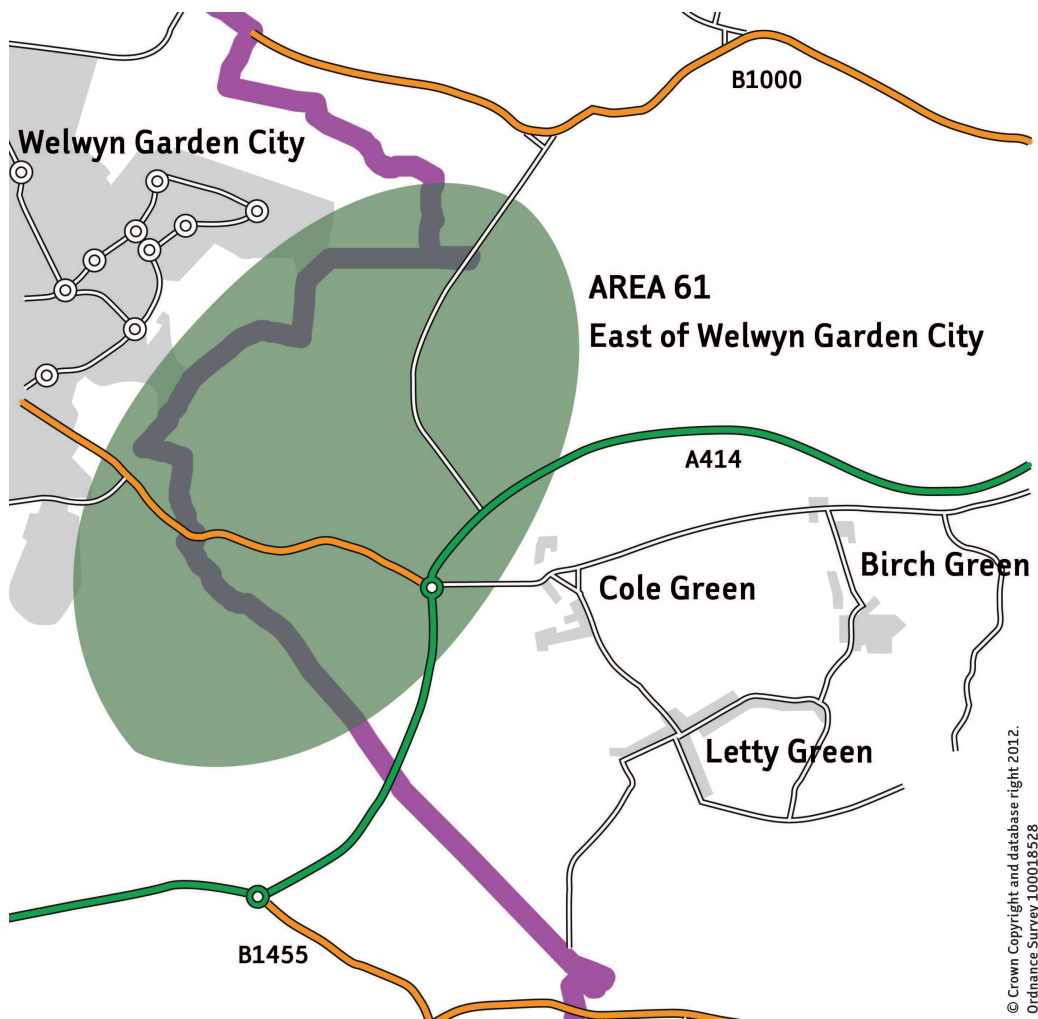 B1000
Welwyn Garden City
AREA 61
East of Welwyn Garden City
A414
Birch Green
Cole Green
Letty Green
B1455
© Crown Copyright and database right 2012.
Ordnance Survey 100018528